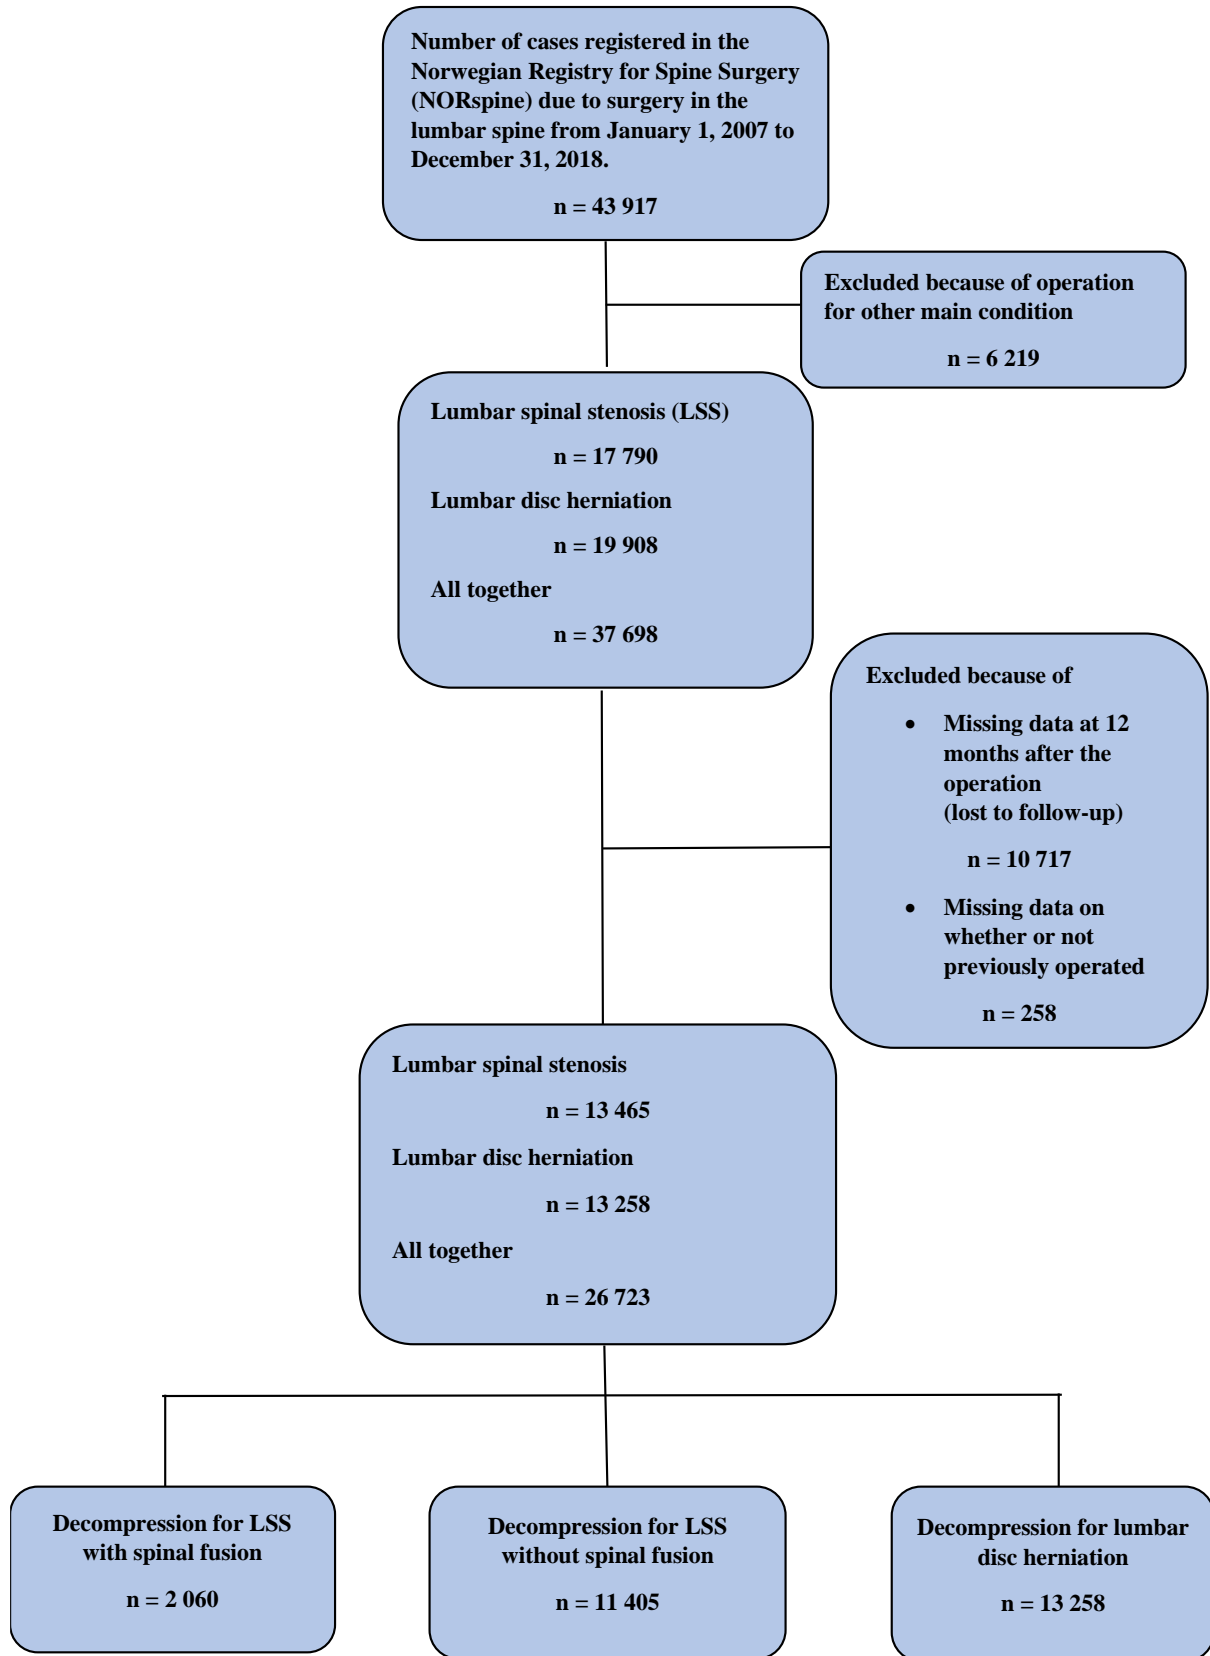 Number of cases registered in the
Norwegian Registry for Spine Surgery
(NORspine) due to surgery in the
lumbar spine from January 1, 2007 to
December 31, 2018.
n = 43 917
Excluded because of operation
for other main condition
n = 6 219
Lumbar spinal stenosis (LSS)
n = 17 790
Lumbar disc herniation
n = 19 908
All together
n = 37 698
Excluded because of
• Missing data at 12
months after the
operation
(lost to follow-up)
n = 10 717
• Missing data on
whether or not
previously operated
n = 258
Lumbar spinal stenosis
n = 13 465
Lumbar disc herniation
n = 13 258
All together
n = 26 723
Decompression for LSS
with spinal fusion
n = 2 060
Decompression for LSS
without spinal fusion
n = 11 405
Decompression for lumbar
disc herniation
n = 13 258